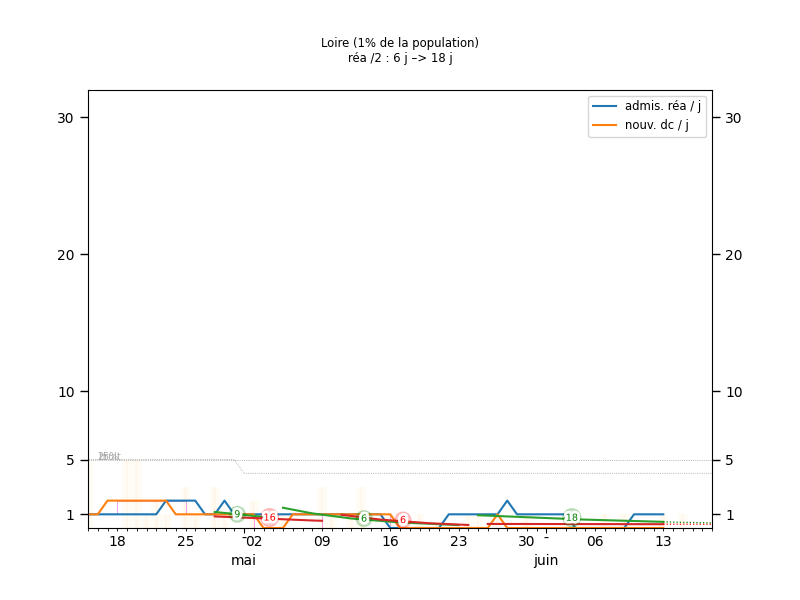 Loire (1% de la population)
réa /2 : 6 j –> 18 j
admis. réa / j
nouv. dc / j
30 30
20 20
10 10
5 5
1 1
9 16 6 6 18
18 25 02 09 16 23 30 06 13
mai juin